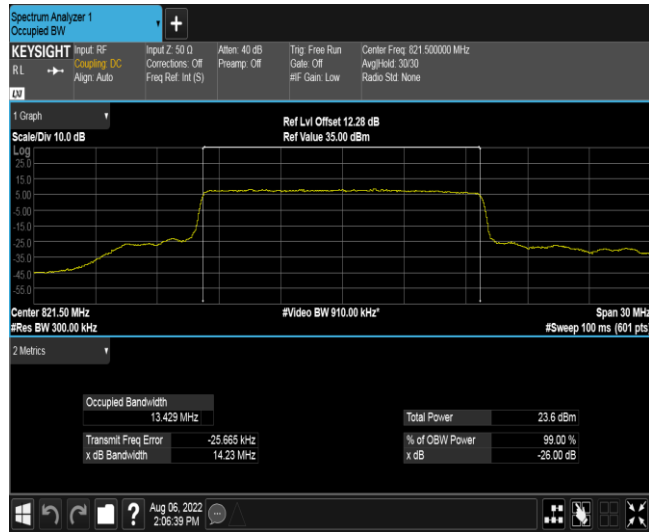 Spectrum Analyzer 1
Occupied BW
KEYSIGHT Input: RF Input Z: 50 Ω Atten: 40 dB Trig: Free Run Center Freq: 821.500000 MHz
RL Coupling: DC Corrections: Off Preamp: Off Gate: Off Avg|Hold: 30/30
Align: Auto Freq Ref: Int (S) #IF Gain: Low Radio Std: None
LXI
1 Graph
Ref Lvl Offset 12.28 dB
Scale/Div 10.0 dB Ref Value 35.00 dBm
Log
25.0
15.0
5.00
-5.00
-15.0
-25.0
-35.0
-45.0
-55.0
Center 821.50 MHz #Video BW 910.00 kHz* Span 30 MHz
#Res BW 300.00 kHz #Sweep 100 ms (601 pts)
2 Metrics
Occupied Bandwidth
13.429 MHz Total Power 23.6 dBm
Transmit Freq Error -25.665 kHz % of OBW Power 99.00 %
x dB Bandwidth 14.23 MHz x dB -26.00 dB
? Aug 06, 2022
2:06:39 PM